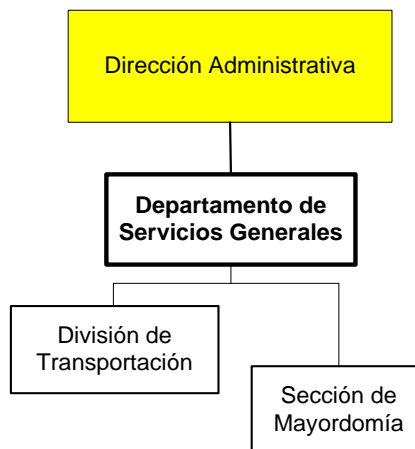 Dirección Administrativa
Departamento de
Servicios Generales
División de
Transportación
Sección de
Mayordomía